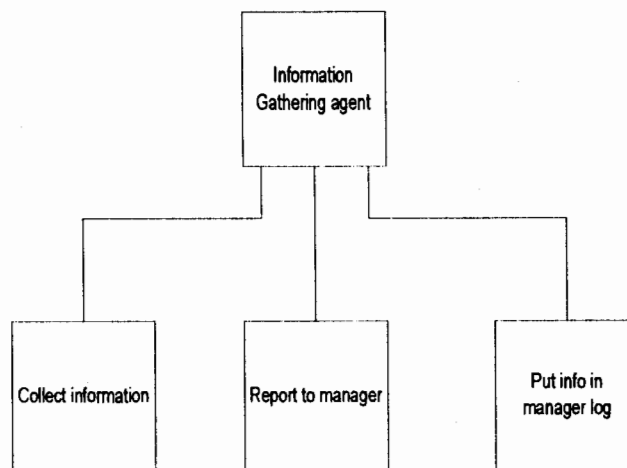 Information
Gathering agent
Collect information
Report to manager
Put info in
manager log